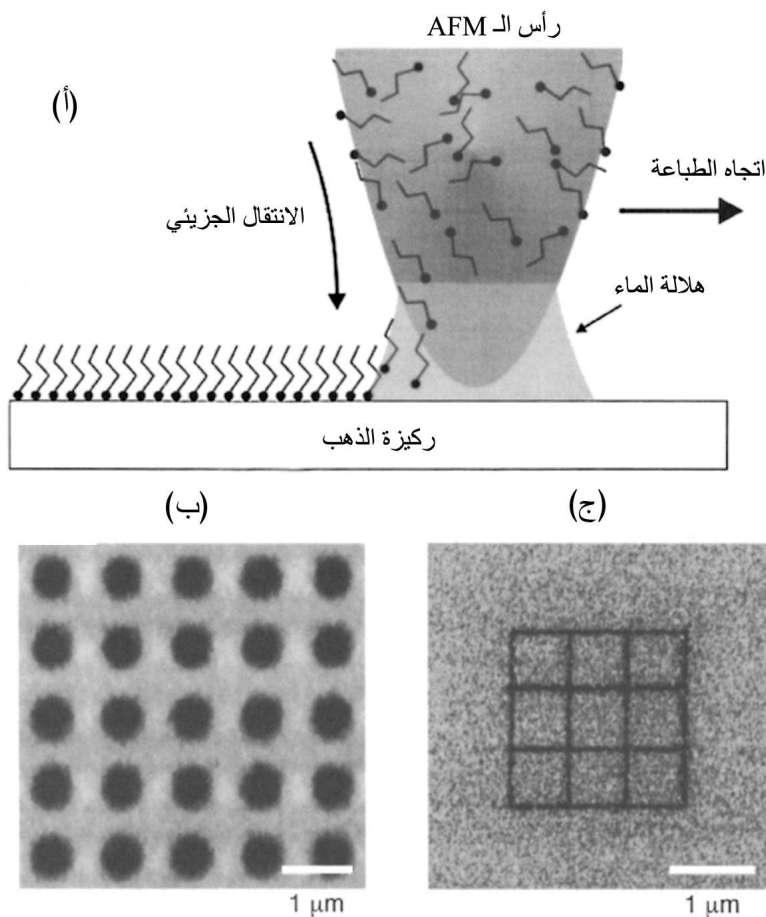 رأس الـ AFM
(أ)
اتجاه الطباعة
الانتقال الجزيئي
هلالة الماء
ركيزة الذهب
(ب)
(ج)
1 μm
1 μm